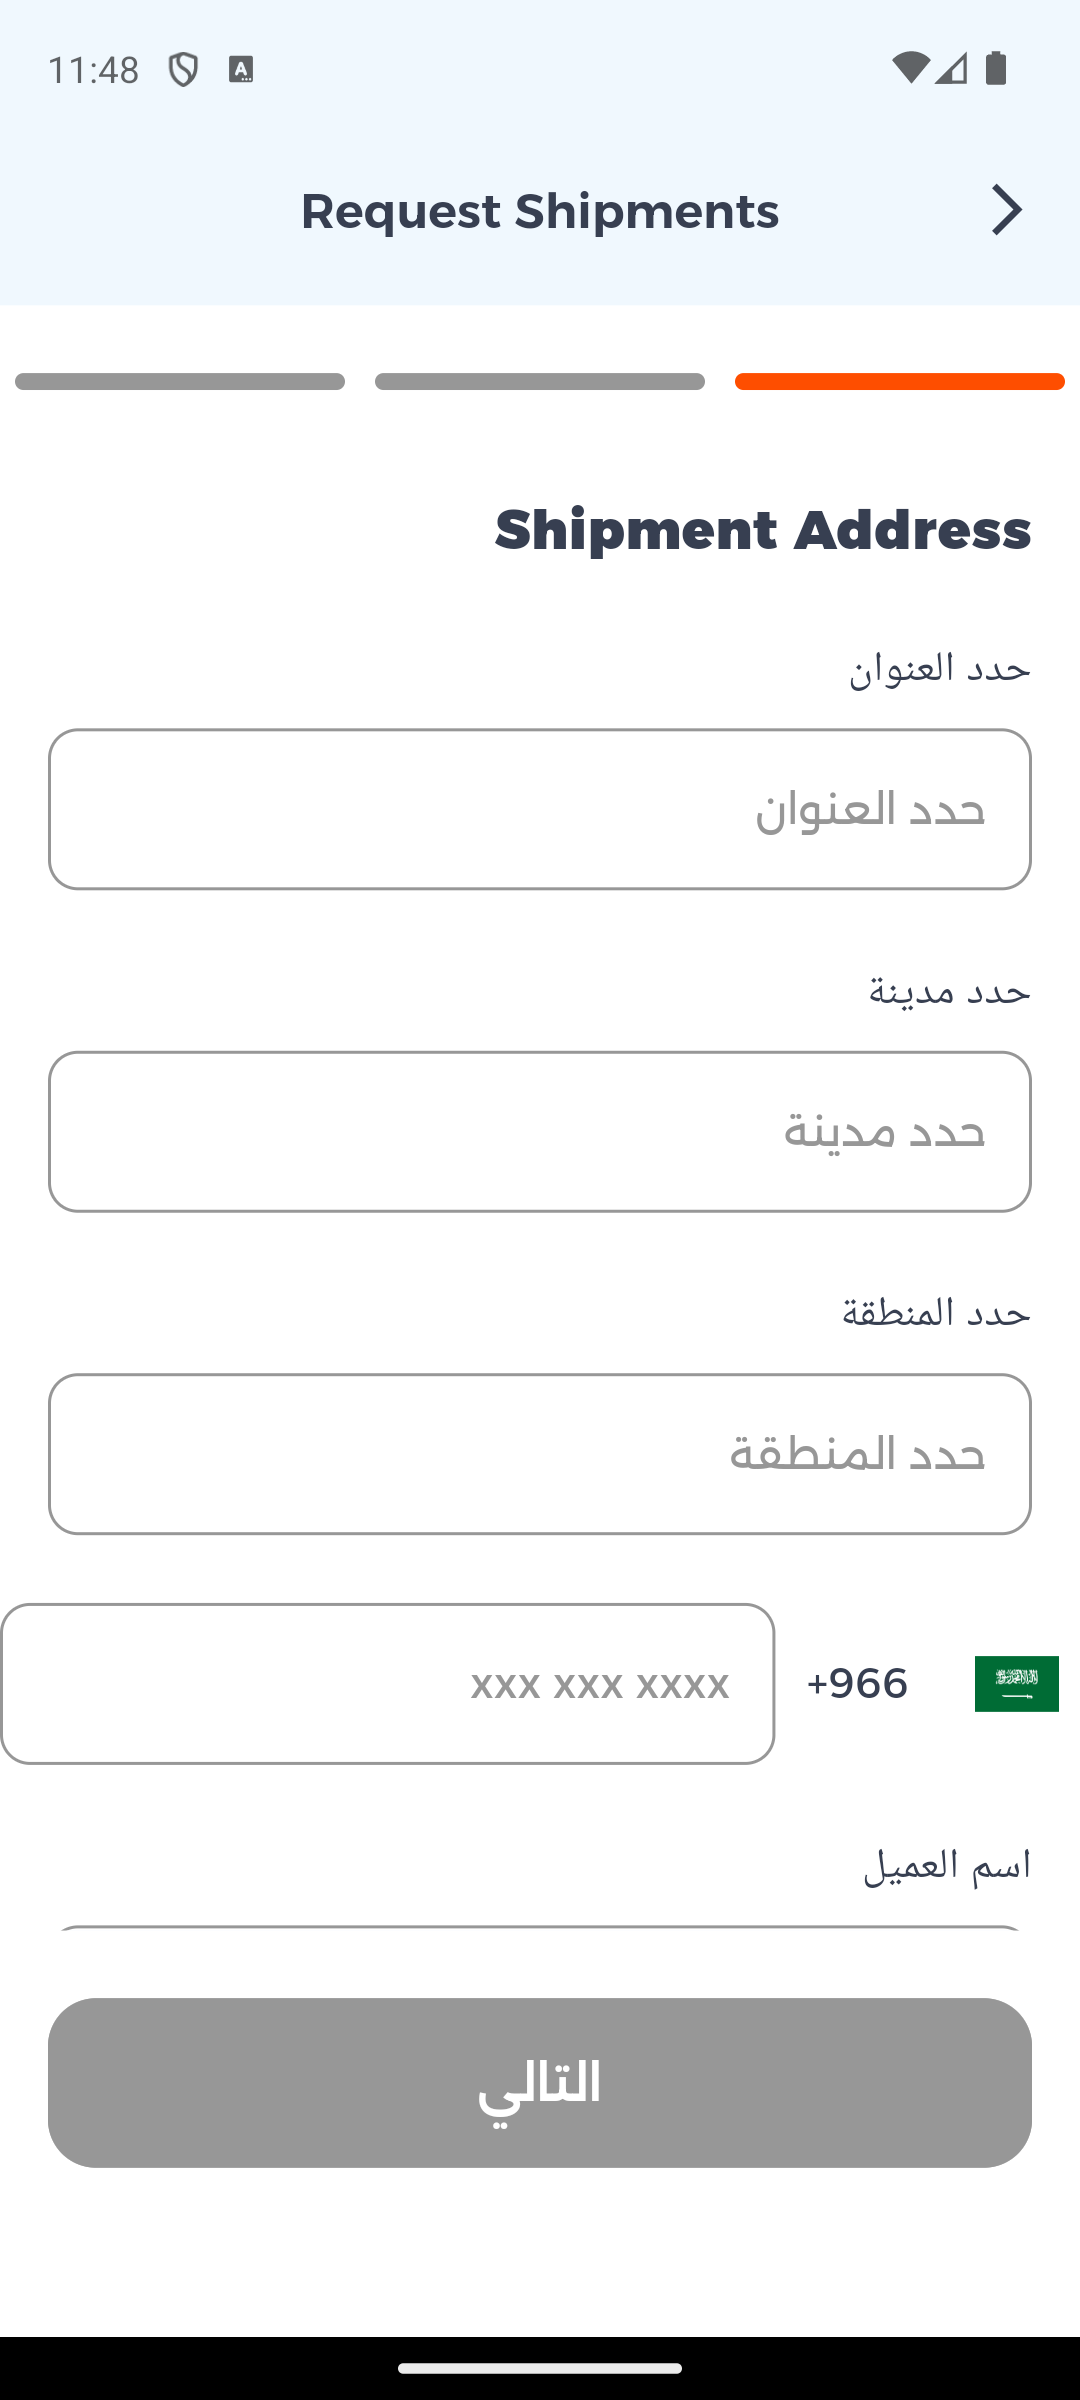 11:48
Request Shipments
Shipment Address
حدد العنوان
حدد العنوان
حدد مدينة
حدد مدينة
حدد المنطقة
حدد المنطقة
xxx xxx xxxx +966
اسم العميل
التالي